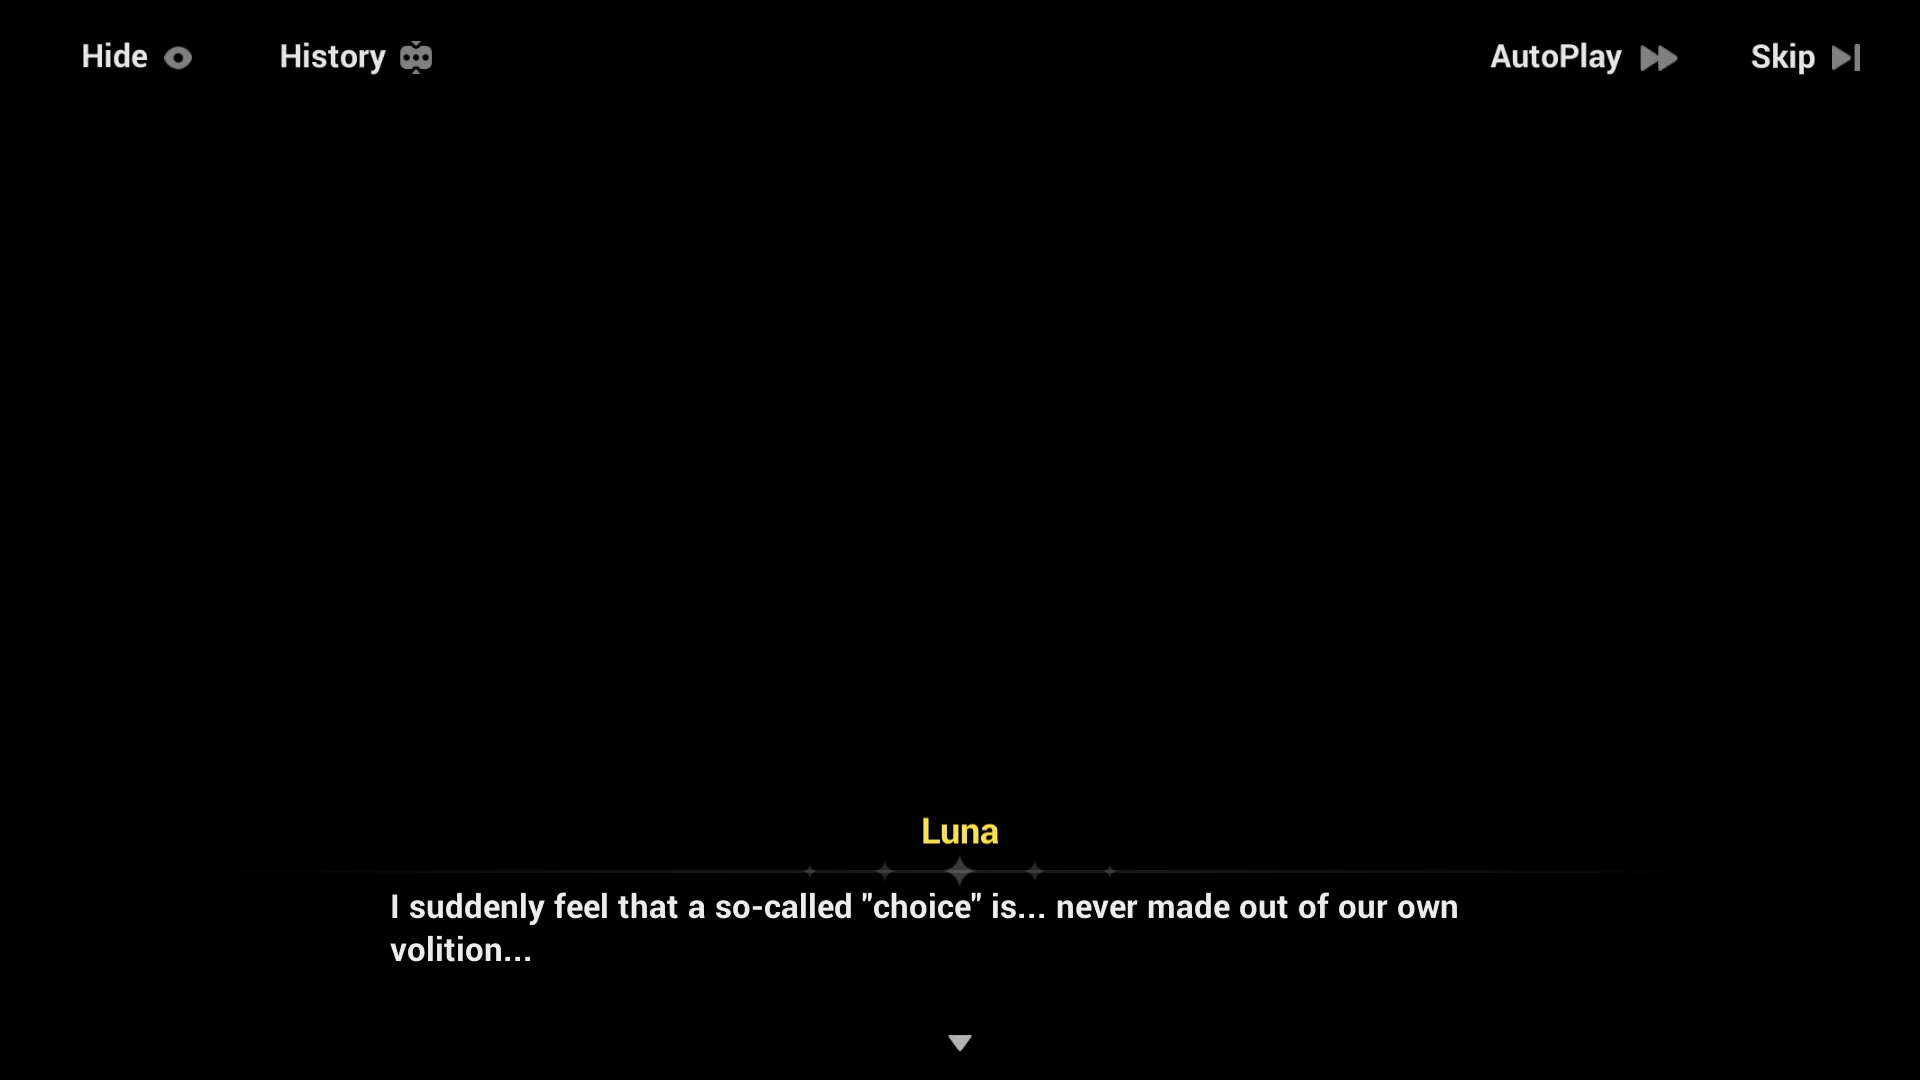 Hide
History
AutoPlay
Skip
Luna
I suddenly feel that a so-called "choice" is... never made out of our own
volition...